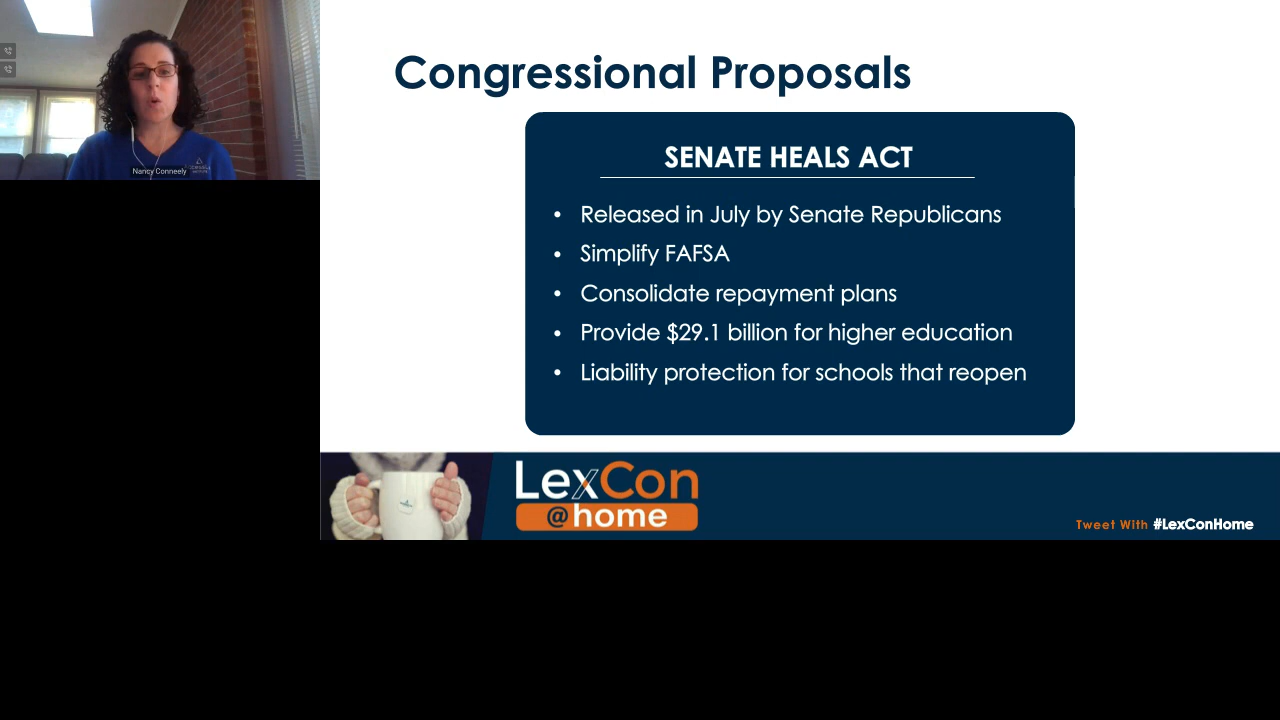 Nancy Conneely
Congressional Proposals
SENATE HEALS ACT
• Released in July by Senate Republicans
• Simplify FAFSA
• Consolidate repayment plans
• Provide $29.1 billion for higher education
• Liability protection for schools that reopen
LexCon
@home
Tweet With #LexConHome